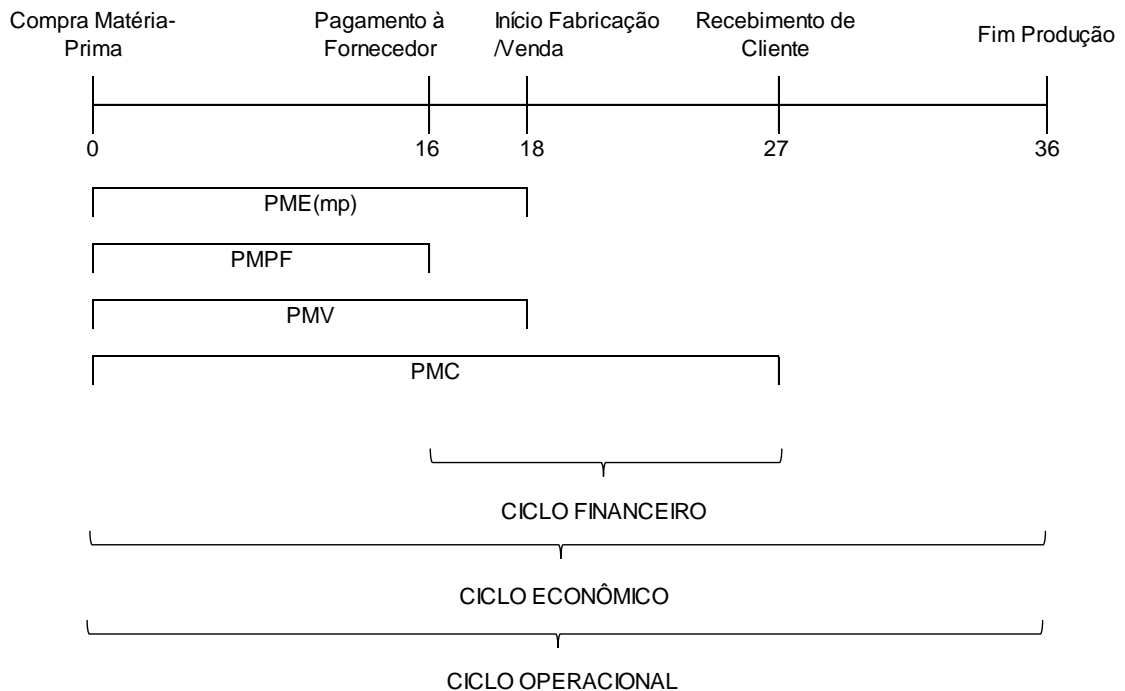 Compra Matéria-
Prima
Pagamento à
Fornecedor
Início Fabricação
/Venda
Recebimento de
Cliente
Fim Produção
0
16
18
27
36
PME(mp)
PMPF
PMV
PMC
CICLO FINANCEIRO
CICLO ECONÔMICO
CICLO OPERACIONAL